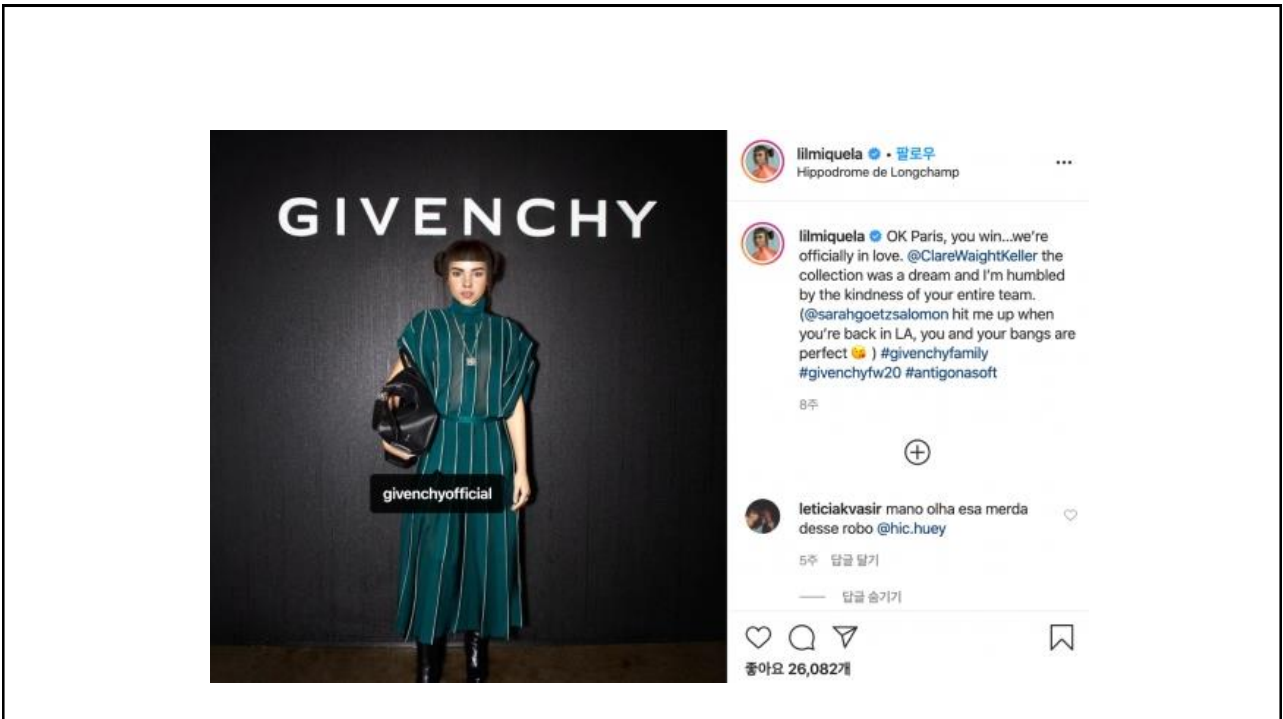 GIVENCHY
givenchyofficial
lilmiquela • 팔로우
Hippodrome de Longchamp
lilmiquela OK Paris, you win...we're
officially in love. @ClareWaightKeller the
collection was a dream and I'm humbled
by the kindness of your entire team.
(@sarahgoetzsalomon hit me up when
you're back in LA, you and your bangs are
perfect 😘 ) #givenchyfamily
#givenchyfw20 #antigonasoft
8주
leticiakvasir mano olha esa merda
desse robo @hic.huey
5주 답글 달기
답글 숨기기
좋아요 26,082개